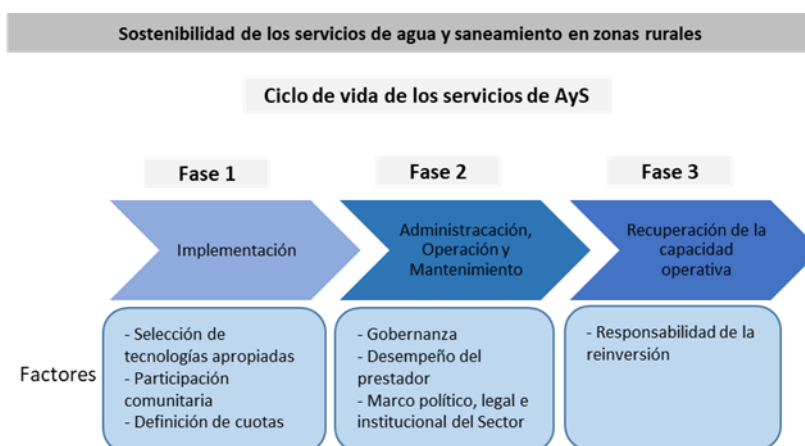 Sostenibilidad de los servicios de agua y saneamiento en zonas rurales
Ciclo de vida de los servicios de AyS
Fase 1
Fase 2
Fase 3
Implementación
Administracación,
Operación y
Mantenimiento
Recuperación de la
capacidad
operativa
Factores
- Selección de
tecnologías apropiadas
- Participación
comunitaria
- Definición de cuotas
- Gobernanza
- Desempeño del
prestador
- Marco político, legal e
institucional del Sector
- Responsabilidad de la
reinversión